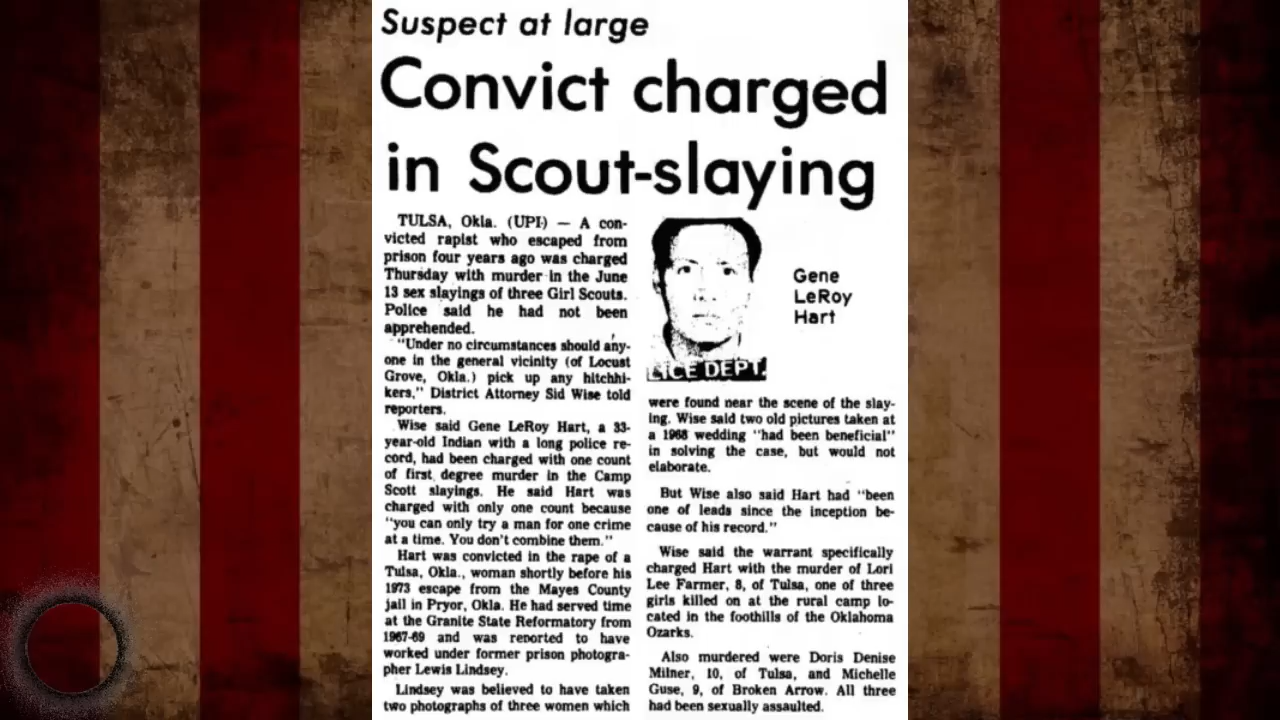 Suspect at large
Convict charged
in Scout-slaying
TULSA, Okla. (UPI) — A con-
victed rapist who escaped from
prison four years ago was charged
Thursday with murder in the June
13 sex slayings of three Girl Scouts.
Police said he had not been
apprehended.
"Under no circumstances should any-
one in the general vicinity (of Locust
Grove, Okla.) pick up any hitchhi-
kers," District Attorney Sid Wise told
reporters.
Wise said Gene LeRoy Hart, a 33-
year-old Indian with a long police re-
cord, had been charged with one count
of first degree murder in the Camp
Scott slayings. He said Hart was
charged with only one count because
"you can only try a man for one crime
at a time. You don't combine them."
Hart was convicted in the rape of a
Tulsa, Okla., woman shortly before his
1973 escape from the Mayes County
jail in Pryor, Okla. He had served time
at the Granite State Reformatory from
1967-69 and was reported to have
worked under former prison photogra-
pher Lewis Lindsey.
Lindsey was believed to have taken
two photographs of three women which
LICE DEPT.
Gene
LeRoy
Hart
were found near the scene of the slay-
ing. Wise said two old pictures taken at
a 1968 wedding "had been beneficial"
in solving the case, but would not
elaborate.
But Wise also said Hart had "been
one of leads since the inception be-
cause of his record."
Wise said the warrant specifically
charged Hart with the murder of Lori
Lee Farmer, 8, of Tulsa, one of three
girls killed on at the rural camp lo-
cated in the foothills of the Oklahoma
Ozarks.
Also murdered were Doris Denise
Milner, 10, of Tulsa, and Michelle
Guse, 9, of Broken Arrow. All three
had been sexually assaulted.